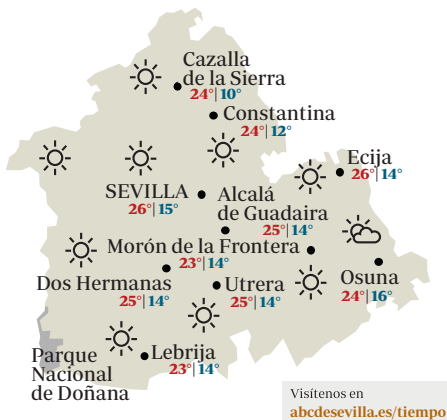 Cazalla
de la Sierra
24°|10°
Constantina
24°|12°
Ecija
26°|14°
SEVILLA
26°|15°
Alcalá
de Guadaira
25°|14°
Morón de la Frontera
23°|14°
Dos Hermanas
25°|14°
Utrera
25°|14°
Osuna
24°|16°
Lebrija
23°|14°
Parque
Nacional
de Doñana
Visítenos en
abcdesevilla.es/tiempo